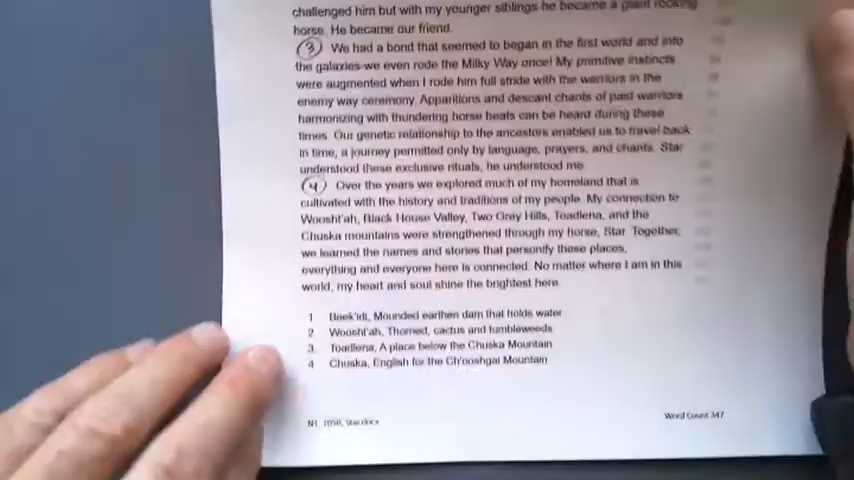 challenged him but with my younger siblings he became a giant rocking
horse. He became our friend.
3 We had a bond that seemed to began in the first world and into
the galaxies-we even rode the Milky Way once! My primitive instincts
were augmented when I rode him full stride with the warriors in the
enemy way ceremony. Apparitions and descant chants of past warriors
harmonizing with thundering horse beats can be heard during these
times. Our genetic relationship to the ancestors enabled us to travel back
in time, a journey permitted only by language, prayers, and chants. Star
understood these exclusive rituals, he understood me.
4 Over the years we explored much of my homeland that is
cultivated with the history and traditions of my people. My connection to
Woosht'ah, Black House Valley, Two Grey Hills, Toadlena, and the
Chuska mountains were strengthened through my horse, Star. Together,
we learned the names and stories that personify these places,
everything and everyone here is connected. No matter where I am in this
world, my heart and soul shine the brightest here.
1 Beek'idi, Mounded earthen dam that holds water
2 Woosht'ah, Thorned, cactus and tumbleweeds
3 Toadlena, A place below the Chuska Mountain
4 Chuska, English for the Ch'ooshgai Mountain
Star.docx Word Count 347